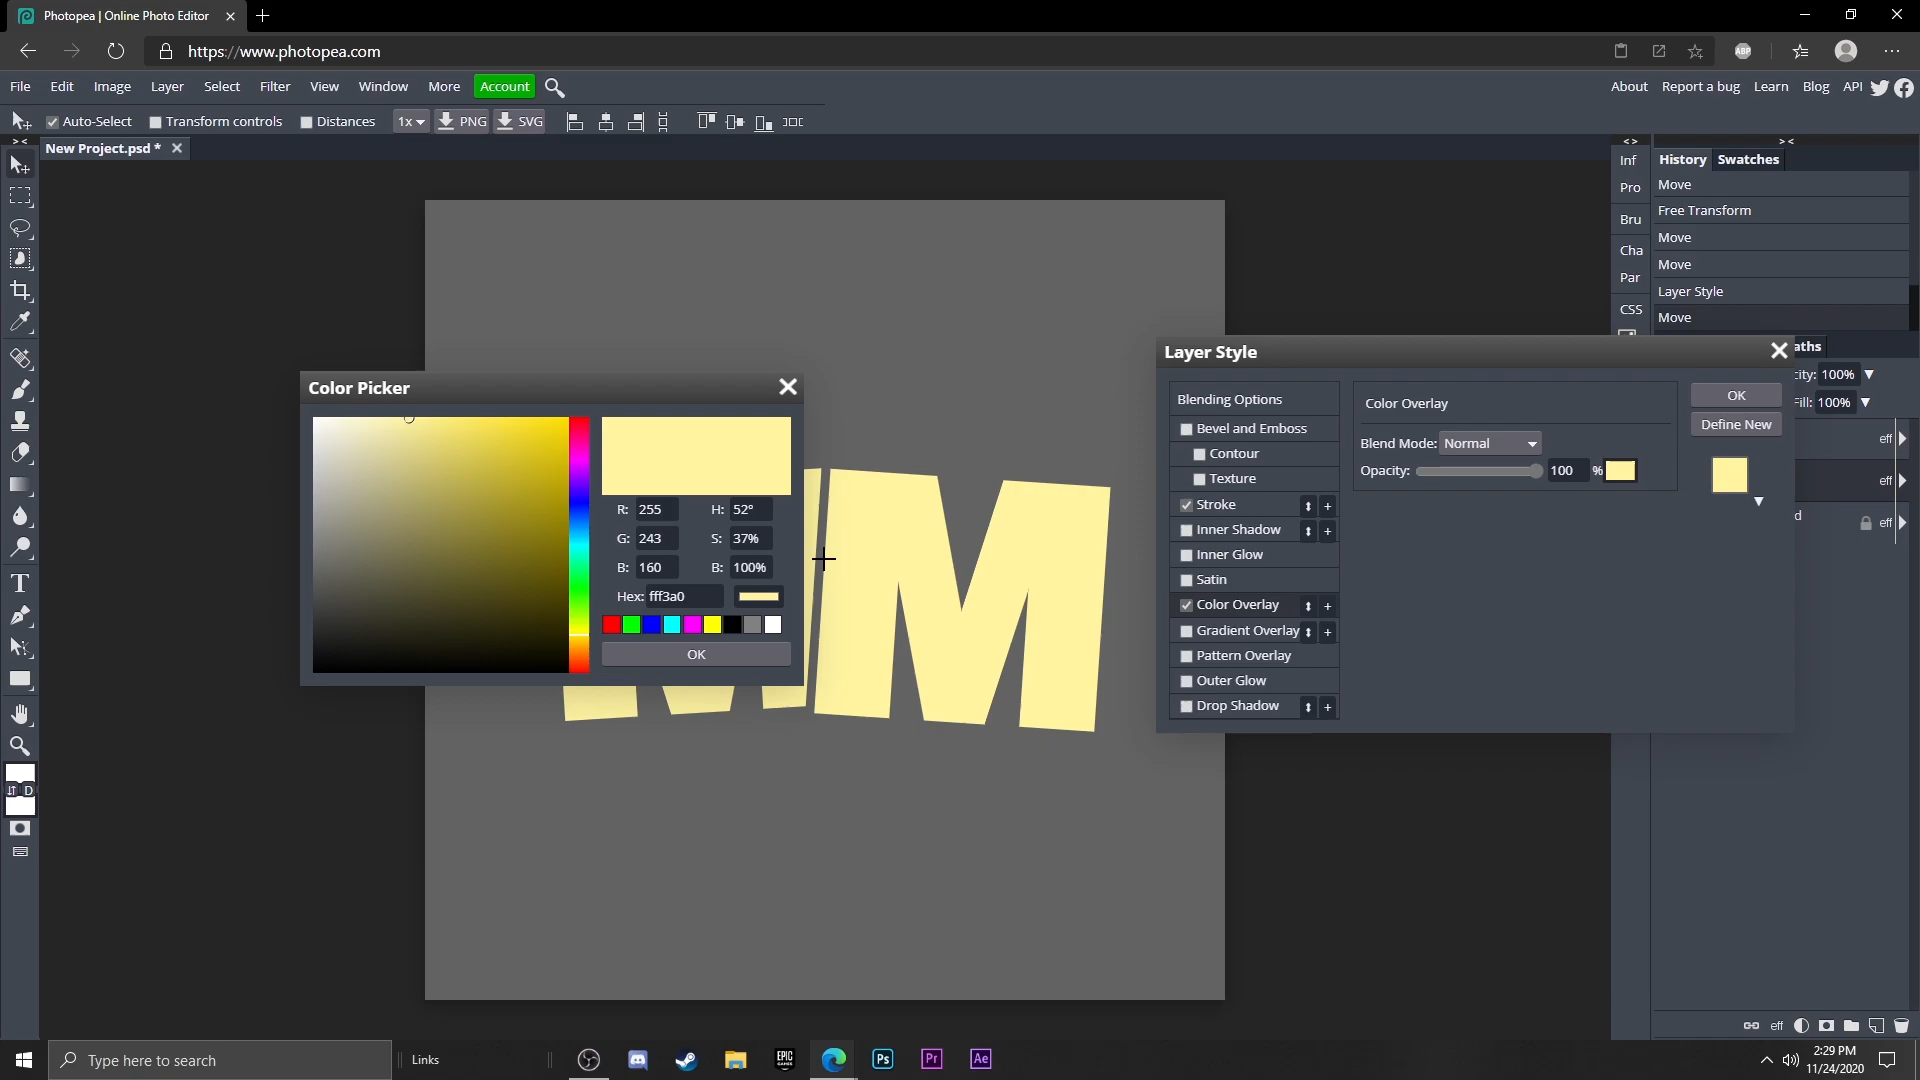 Photopea | Online Photo Editor
https://www.photopea.com
ABP
File Edit Image Layer Select Filter View Window More Account
About Report a bug Learn Blog API
Auto-Select Transform controls Distances 1x PNG SVG
New Project.psd *
Inf
Pro
Bru
Cha
Par
CSS
History Swatches
Move
Free Transform
Move
Move
Layer Style
Move
aths
city: 100%
Fill: 100%
eff
eff
d eff
Color Picker
R: 255 H: 52°
G: 243 S: 37%
B: 160 B: 100%
Hex: fff3a0
OK
M
Layer Style
Blending Options
Bevel and Emboss
Contour
Texture
Stroke +
Inner Shadow +
Inner Glow
Satin
Color Overlay +
Gradient Overlay +
Pattern Overlay
Outer Glow
Drop Shadow +
Color Overlay
Blend Mode: Normal
Opacity: 100 %
OK
Define New
T
D
eff
Type here to search
Links
EPIC GAMES
Ps
Pr
Ae
2:29 PM
11/24/2020